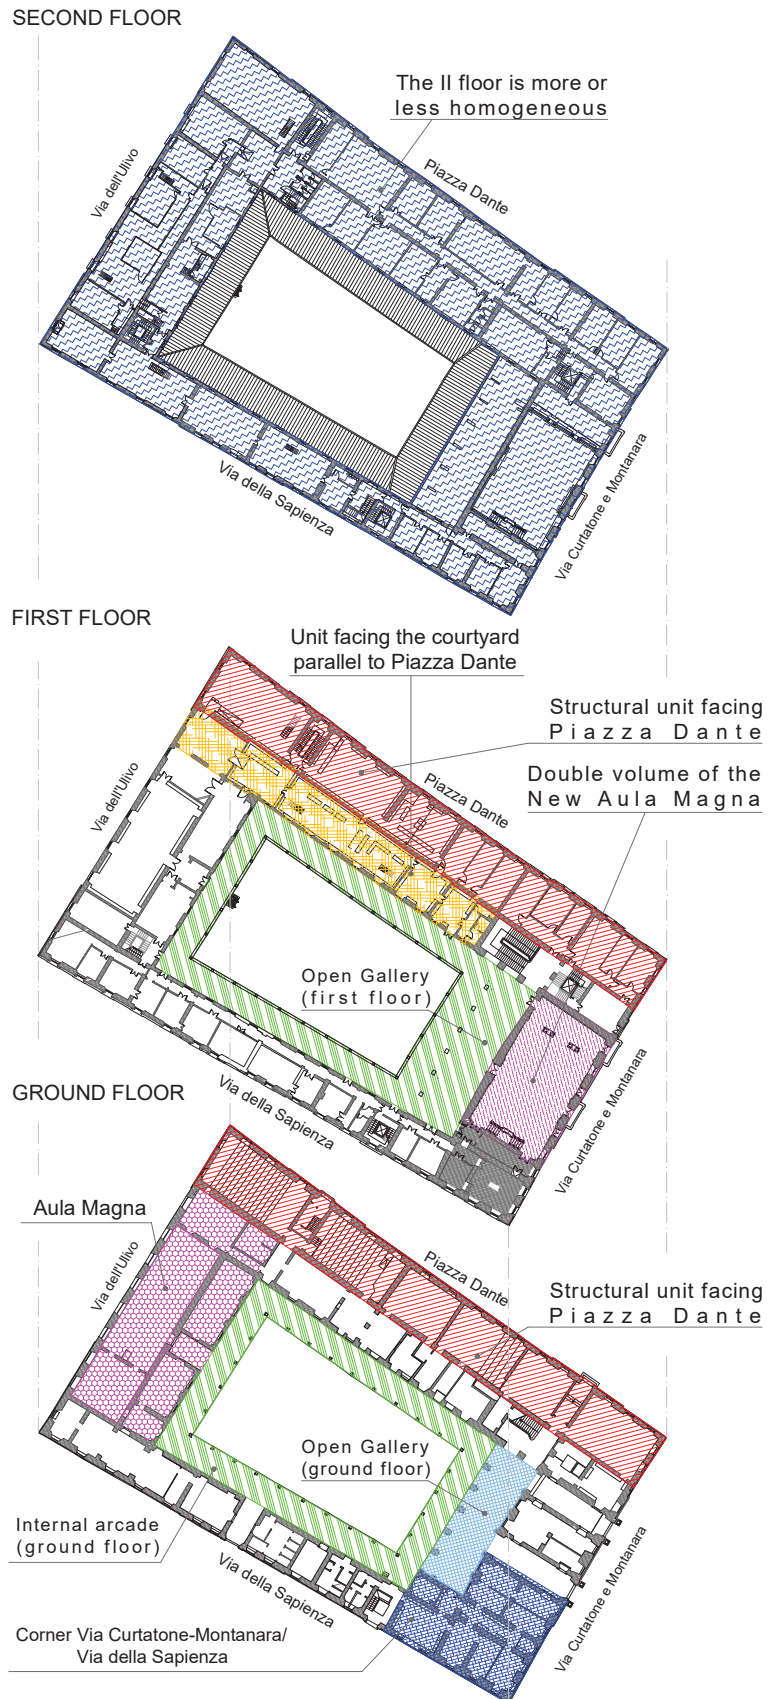 SECOND FLOOR
The II floor is more or
less homogeneous
Via dell'Ulivo
Piazza Dante
Via della Sapienza
Via Curtatone e Montanara
FIRST FLOOR
Unit facing the courtyard
parallel to Piazza Dante
Structural unit facing
Piazza Dante
Double volume of the
New Aula Magna
Via dell'Ulivo
Piazza Dante
Open Gallery
(first floor)
Via della Sapienza
Via Curtatone e Montanara
GROUND FLOOR
Aula Magna
Via dell'Ulivo
Piazza Dante
Structural unit facing
Piazza Dante
Open Gallery
(ground floor)
Internal arcade
(ground floor)
Via della Sapienza
Via Curtatone e Montanara
Corner Via Curtatone-Montanara/
Via della Sapienza